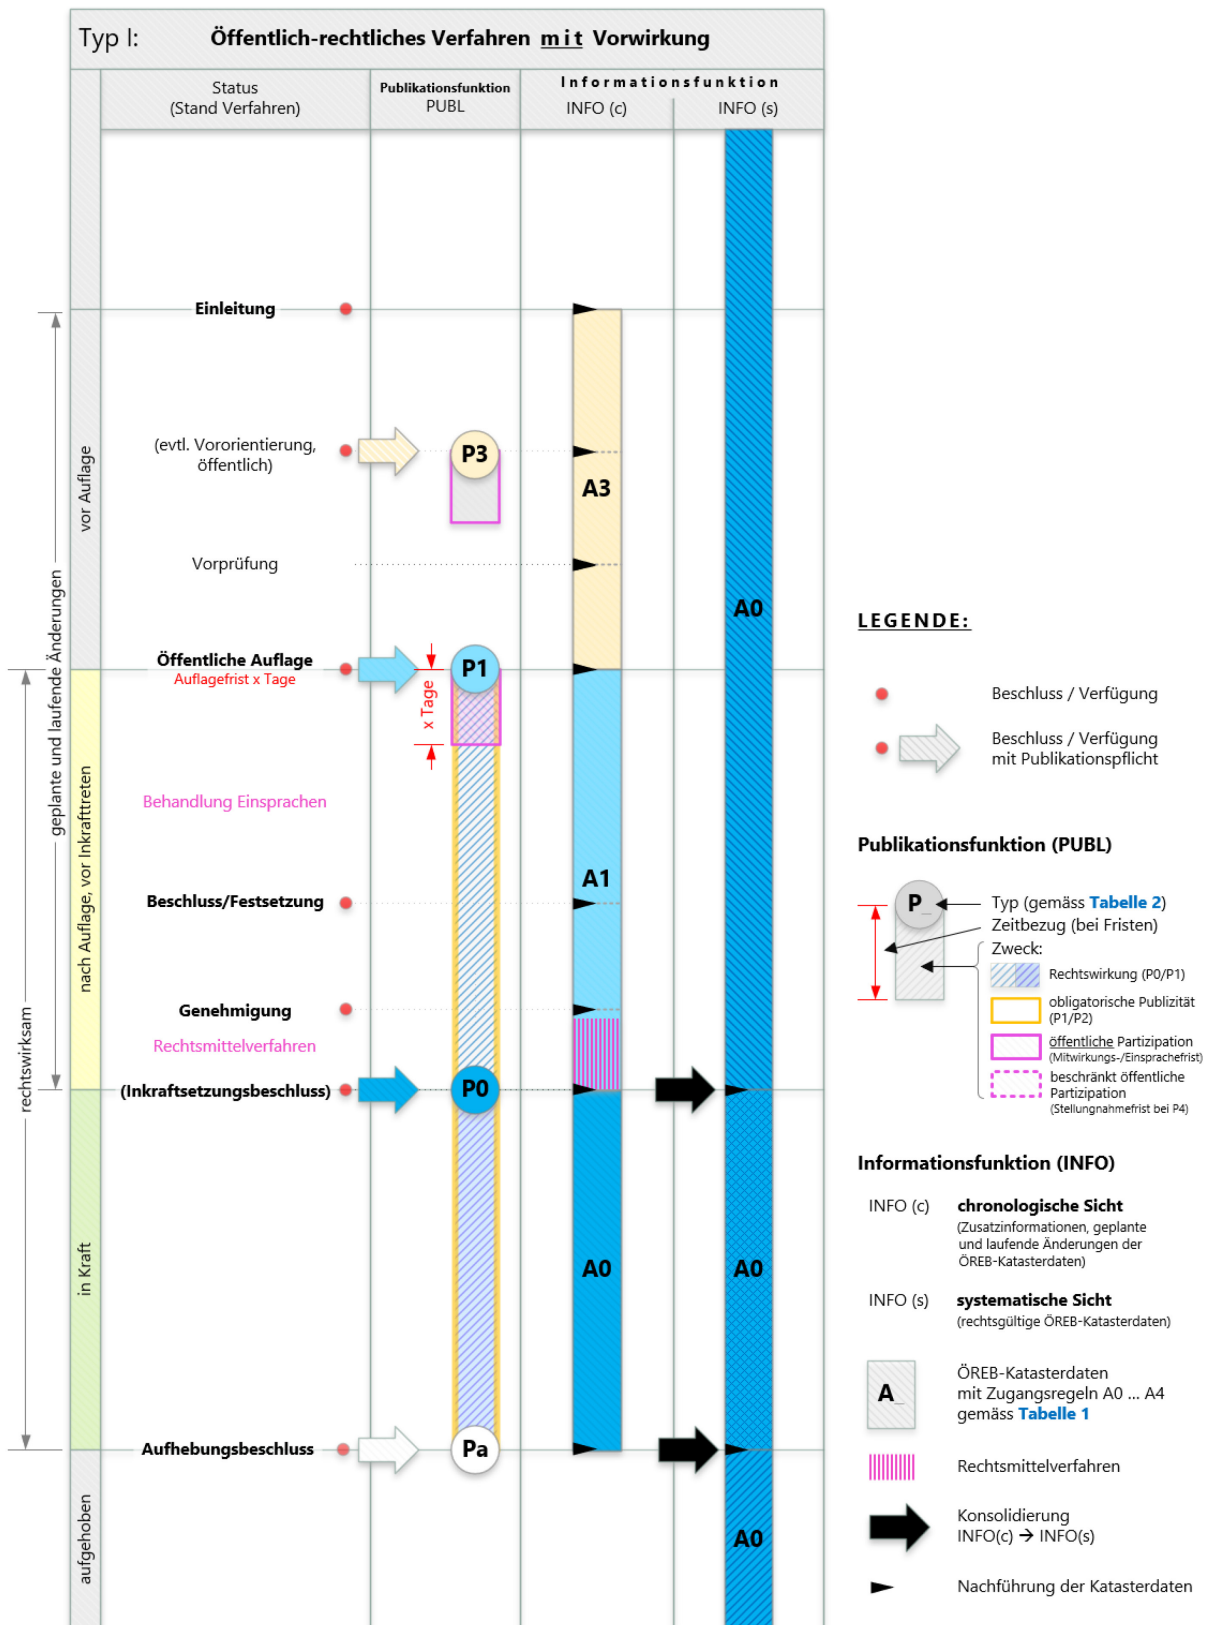 Typ I:
Öffentlich-rechtliches Verfahren mit Vorwirkung
Status
(Stand Verfahren)
Publikationsfunktion
PUBL
Informationsfunktion
INFO (c)
INFO (s)
geplante und laufende Änderungen
rechtswirksam
vor Auflage
nach Auflage, vor Inkrafttreten
in Kraft
aufgehoben
Einleitung
(evtl. Vororientierung,
öffentlich)
P3
A3
Vorprüfung
A0
Öffentliche Auflage
Auflagefrist x Tage
P1
x Tage
Behandlung Einsprachen
A1
Beschluss/Festsetzung
Genehmigung
Rechtsmittelverfahren
(Inkraftsetzungsbeschluss)
P0
A0
A0
Aufhebungsbeschluss
Pa
A0
LEGENDE:
Beschluss / Verfügung
Beschluss / Verfügung
mit Publikationspflicht
Publikationsfunktion (PUBL)
P_
Typ (gemäss Tabelle 2)
Zeitbezug (bei Fristen)
Zweck:
Rechtswirkung (P0/P1)
obligatorische Publizität
(P1/P2)
öffentliche Partizipation
(Mitwirkungs-/Einsprachefrist)
beschränkt öffentliche
Partizipation
(Stellungnahmefrist bei P4)
Informationsfunktion (INFO)
INFO (c)
chronologische Sicht
(Zusatzinformationen, geplante
und laufende Änderungen der
ÖREB-Katasterdaten)
INFO (s)
systematische Sicht
(rechtsgültige ÖREB-Katasterdaten)
A_
ÖREB-Katasterdaten
mit Zugangsregeln A0 ... A4
gemäss Tabelle 1
Rechtsmittelverfahren
Konsolidierung
INFO(c) → INFO(s)
Nachführung der Katasterdaten